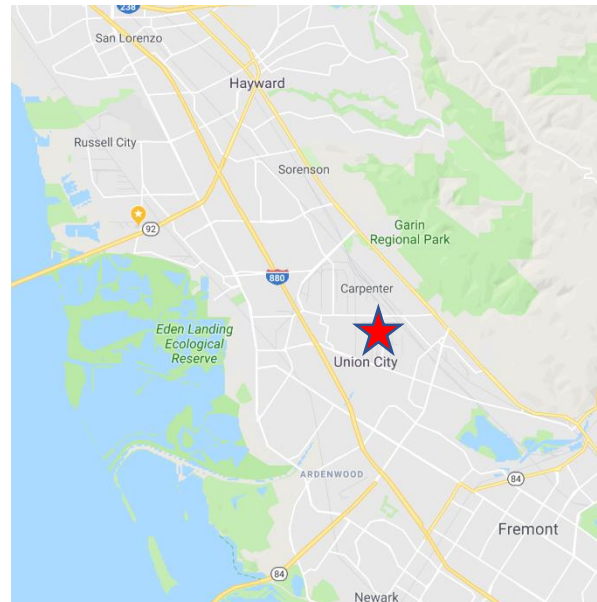 238
San Lorenzo
Hayward
Russell City
Sorenson
Garin
Regional Park
92
880
Carpenter
Eden Landing
Ecological
Reserve
Union City
ARDENWOOD
84
Fremont
84
Newark